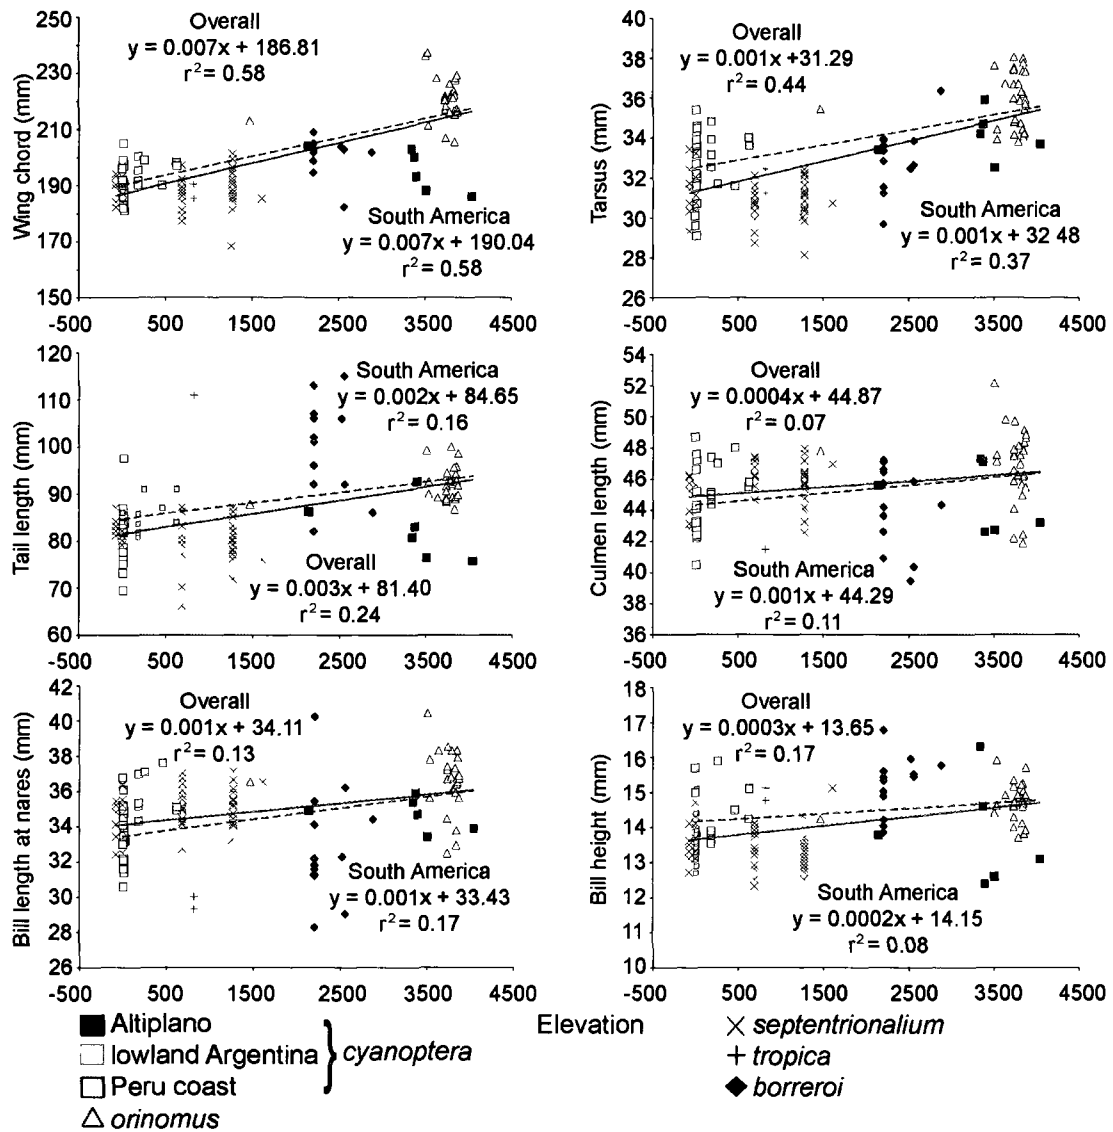 Wing chord (mm)
250
230
210
190
170
150
Overall
y = 0.007x + 186.81
r² = 0.58
South America
y = 0.007x + 190.04
r² = 0.58
-500 500 1500 2500 3500 4500
Tarsus (mm)
40
38
36
34
32
30
28
26
Overall
y = 0.001x +31.29
r² = 0.44
South America
y = 0.001x + 32 48
r² = 0.37
-500 500 1500 2500 3500 4500
Tail length (mm)
120
110
100
90
80
70
60
South America
y = 0.002x + 84.65
r² = 0.16
Overall
y = 0.003x + 81.40
r² = 0.24
-500 500 1500 2500 3500 4500
Culmen length (mm)
54
52
50
48
46
44
42
40
38
36
Overall
y = 0.0004x + 44.87
r² = 0.07
South America
y = 0.001x + 44.29
r² = 0.11
-500 500 1500 2500 3500 4500
Bill length at nares (mm)
42
40
38
36
34
32
30
28
26
Overall
y = 0.001x + 34.11
r² = 0.13
South America
y = 0.001x + 33.43
r² = 0.17
-500 500 1500 2500 3500 4500
Bill height (mm)
18
17
16
15
14
13
12
11
10
Overall
y = 0.0003x + 13.65
r² = 0.17
South America
y = 0.0002x + 14.15
r² = 0.08
-500 500 1500 2500 3500 4500
Elevation
Altiplano
lowland Argentina
Peru coast
cyanoptera
orinomus
septentrionalium
tropica
borreroi